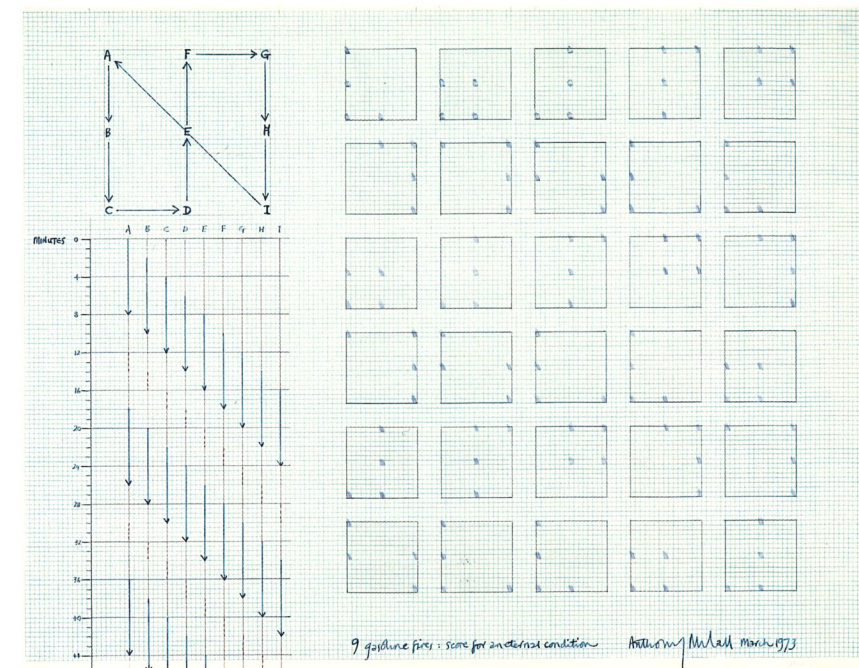 A F G
B E H
C D I
A B C D E F G H I
MINUTES 0
4
8
12
16
20
24
28
32
36
40
44
9 gasoline fires : score for an eternal condition Anthony McCall March 1973